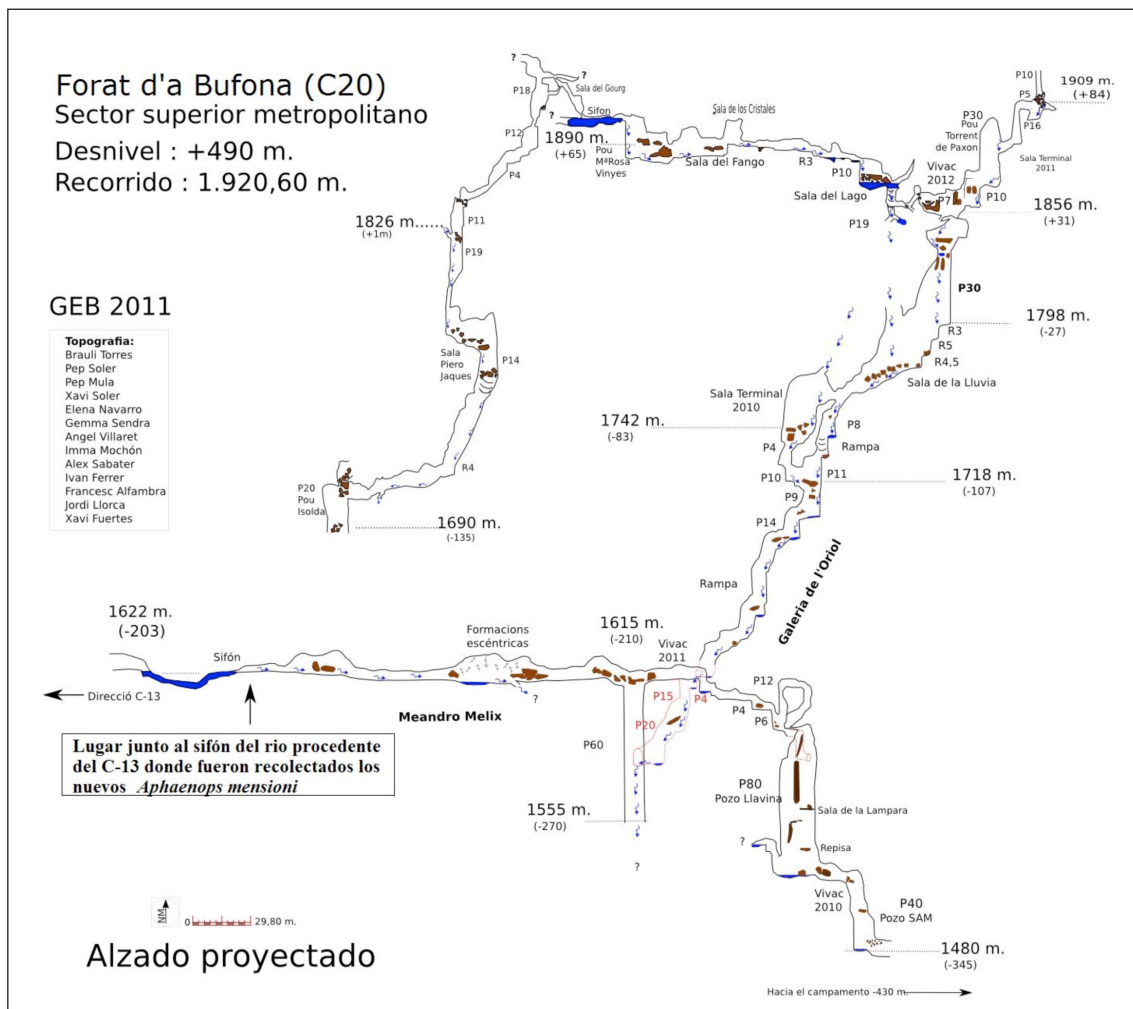 Forat d'a Bufona (C20)
Sector superior metropolitano
Desnivel : +490 m.
Recorrido : 1.920,60 m.
GEB 2011
Topografia:
Brauli Torres
Pep Soler
Pep Mula
Xavi Soler
Elena Navarro
Gemma Sendra
Angel Villaret
Imma Mochón
Alex Sabater
Ivan Ferrer
Francesc Alfambra
Jordi Llorca
Xavi Fuertes
?
?
P18
Sala del Gourg
?
Sifon
P12
1890 m.
(+65)
P4
Pou
MªRosa
Vinyes
Sala de los Cristales
Sala del Fango
R3
P10
Sala del Lago
P19
Vivac
2012
P7
P30
Pou
Torrent
de Paxon
P10
P5
1909 m.
(+84)
P16
Sala Terminal
2011
P10
1856 m.
(+31)
P30
1798 m.
(-27)
R3
R5
R4,5
Sala de la Lluvia
1826 m.....
(+1m)
P11
P19
Sala
Piero
Jaques
P14
R4
P20
Pou
Isolda
1690 m.
(-135)
Sala Terminal
2010
1742 m.
(-83)
P4
P8
Rampa
P10
P11
1718 m.
(-107)
P9
P14
Rampa
Galeria de l'Oriol
1622 m.
(-203)
Sifón
Formacions
escéntricas
1615 m.
(-210)
Vivac
2011
Direcció C-13
Meandro Melix
?
P15
P4
P20
P60
1555 m.
(-270)
?
Lugar junto al sifón del rio procedente
del C-13 donde fueron recolectados los
nuevos Aphaenops mensioni
P12
P4
P6
P80
Pozo Llavina
Sala de la Lampara
?
Repisa
Vivac
2010
P40
Pozo SAM
1480 m.
(-345)
Hacia el campamento -430 m.
NM
0
29,80 m.
Alzado proyectado